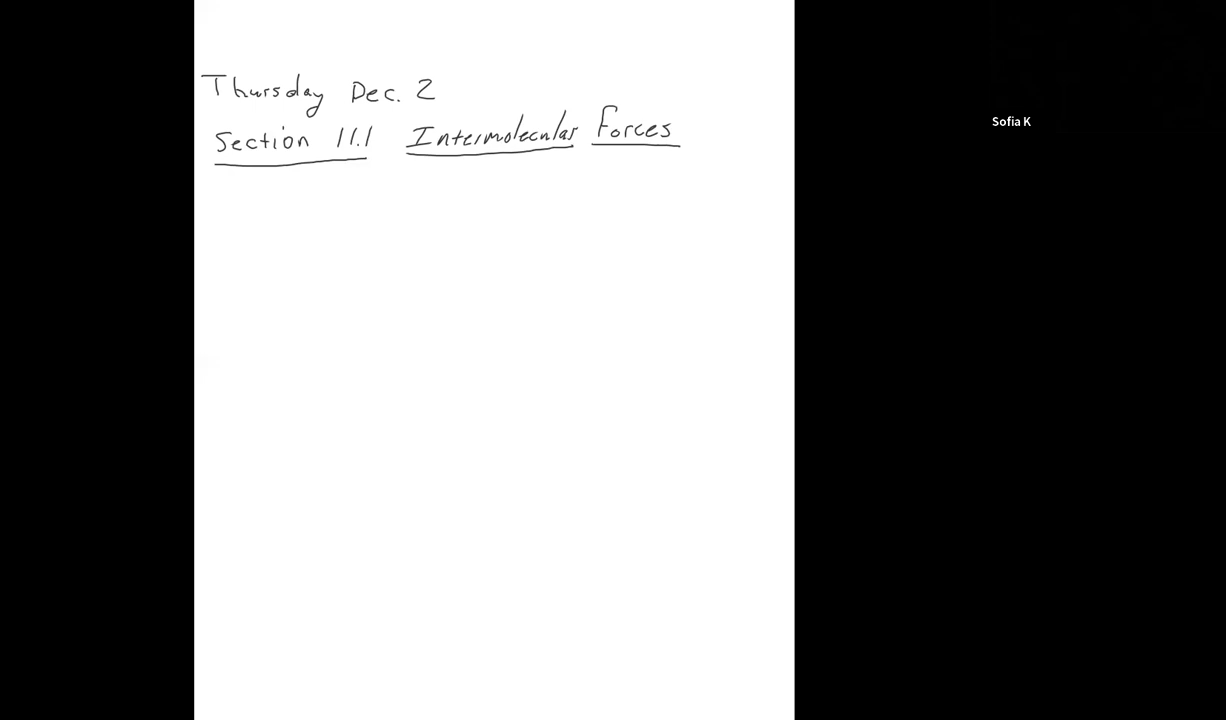 Thursday Dec. 2
Section 11.1 Intermolecular Forces
Sofia K